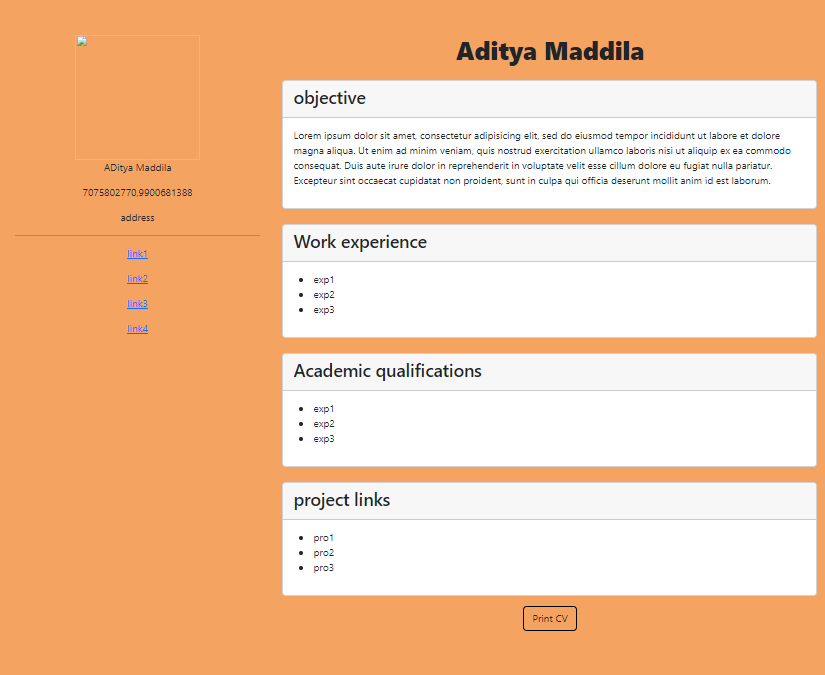 ADitya Maddila
7075802770,9900681388
address
link1
link2
link3
link4
Aditya Maddila
objective
Lorem ipsum dolor sit amet, consectetur adipisicing elit, sed do eiusmod tempor incididunt ut labore et dolore
magna aliqua. Ut enim ad minim veniam, quis nostrud exercitation ullamco laboris nisi ut aliquip ex ea commodo
consequat. Duis aute irure dolor in reprehenderit in voluptate velit esse cillum dolore eu fugiat nulla pariatur.
Excepteur sint occaecat cupidatat non proident, sunt in culpa qui officia deserunt mollit anim id est laborum.
Work experience
exp1
exp2
exp3
Academic qualifications
exp1
exp2
exp3
project links
pro1
pro2
pro3
Print CV